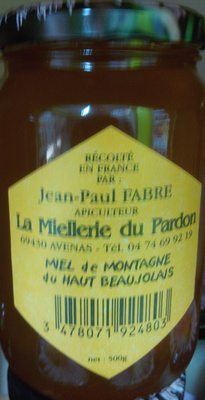 RÉCOLTÉ
EN FRANCE
PAR :
Jean-Paul FABRE
APICULTEUR
La Miellerie du Pardon
69430 AVENAS - Tél. 04 74 69 92 19
MIEL de MONTAGNE
du HAUT BEAUJOLAIS
3 478071 924803
net : 500g